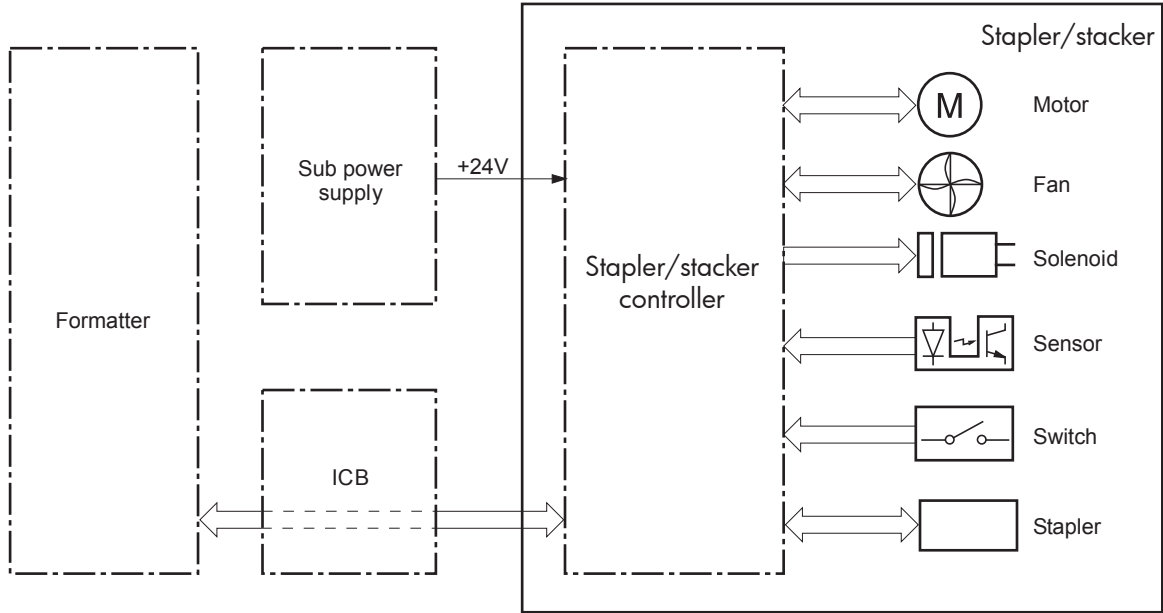 Stapler/stacker
Formatter
Sub power
supply
+24V
ICB
Stapler/stacker
controller
M
Motor
Fan
Solenoid
Sensor
Switch
Stapler